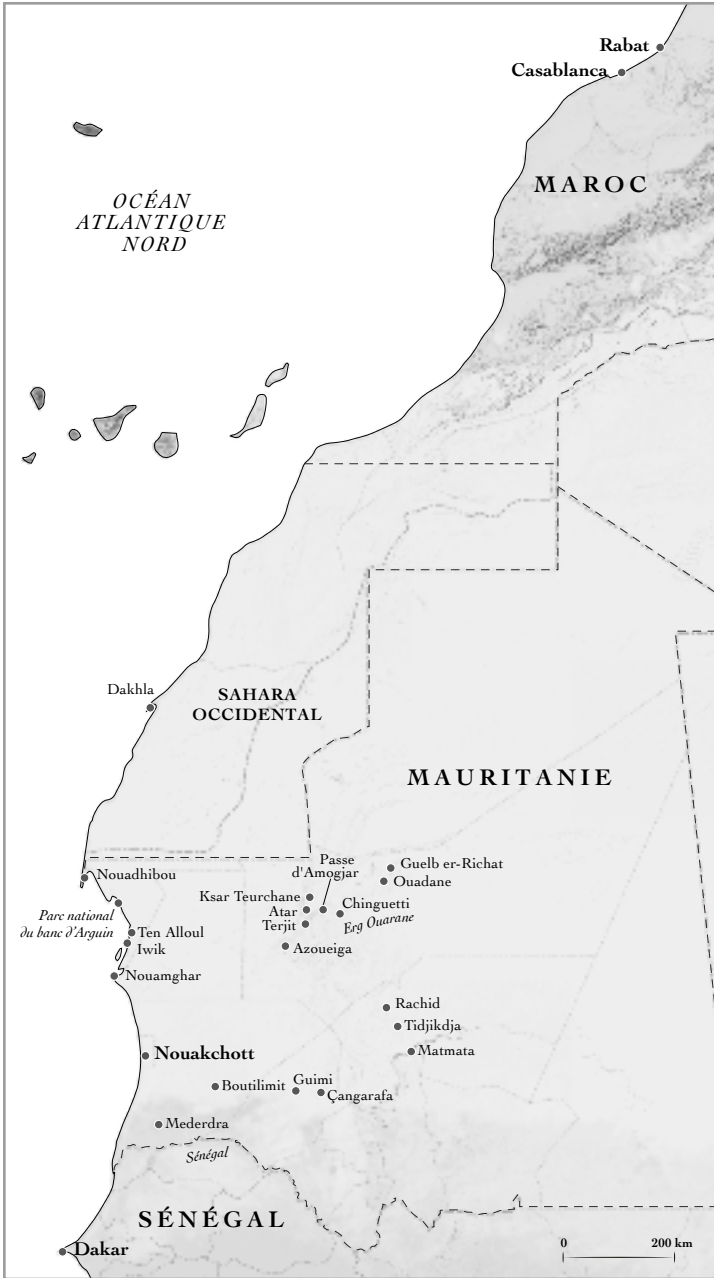 Rabat
Casablanca
MAROC
OCÉAN
ATLANTIQUE
NORD
Dakhla
SAHARA
OCCIDENTAL
MAURITANIE
Passe
d'Amogjar
Guelb er-Richat
Nouadhibou
Ouadane
Ksar Teurchane
Chinguetti
Atar
Erg Ouarane
Terjit
Parc national
du banc d'Arguin
Ten Alloul
Iwik
Azoueiga
Nouamghar
Rachid
Tidjikdja
Matmata
Nouakchott
Guimi
Boutilimit
Çangarafa
Mederdra
Sénégal
SÉNÉGAL
Dakar
0 200 km